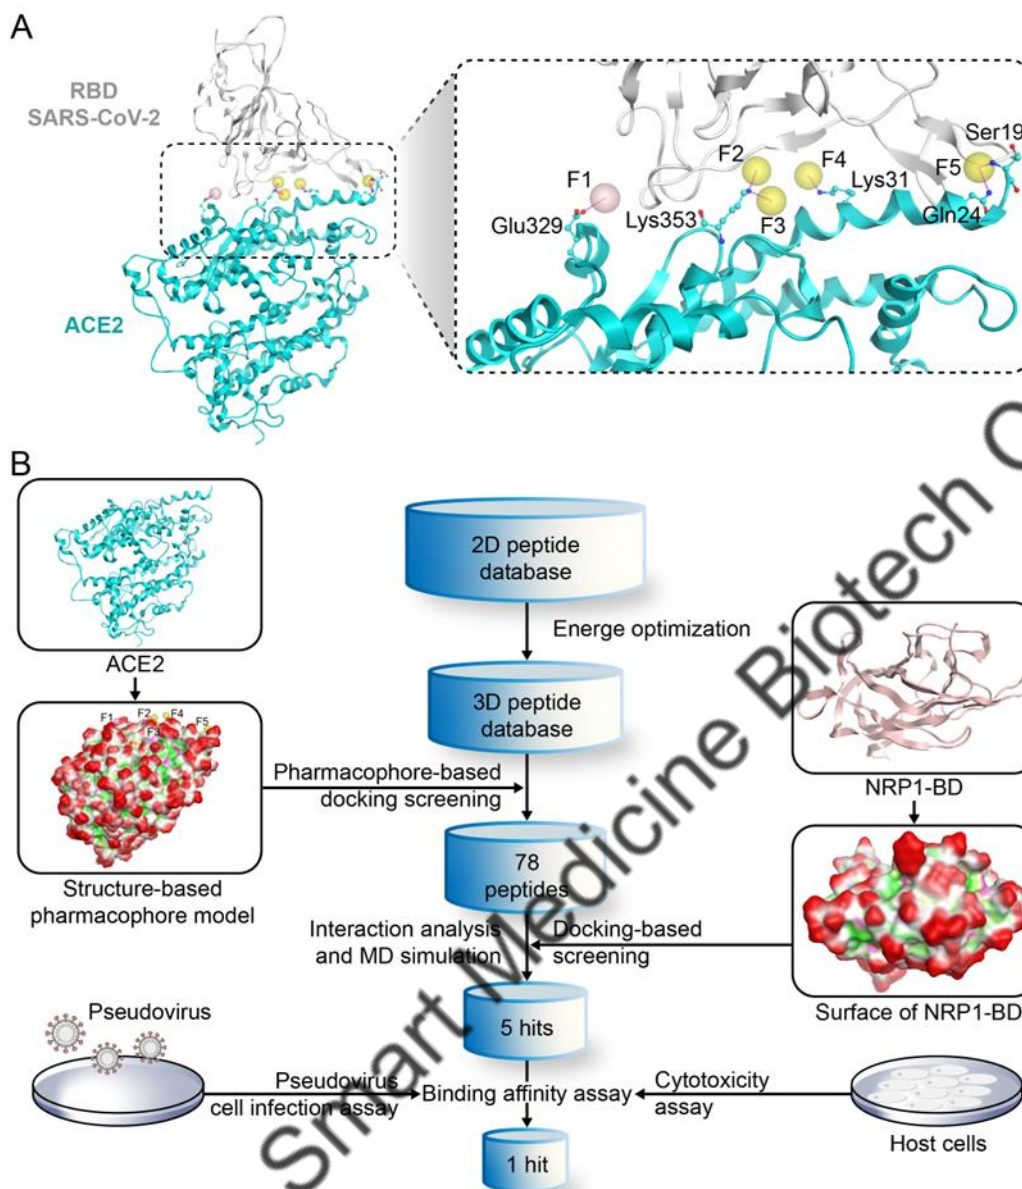 A
RBD
SARS-CoV-2
ACE2
F1
F2
F4
F3
F5
Ser19
Lys31
Gln24
Glu329
Lys353
B
ACE2
F1
F2
F4
F3
F5
Structure-based
pharmacophore model
2D peptide
database
Energe optimization
3D peptide
database
Pharmacophore-based
docking screening
78
peptides
Interaction analysis
and MD simulation
Docking-based
screening
NRP1-BD
Surface of NRP1-BD
5 hits
Pseudovirus
Pseudovirus
cell infection assay
Binding affinity assay
Cytotoxicity
assay
Host cells
1 hit
Smart Medicine Biotech C